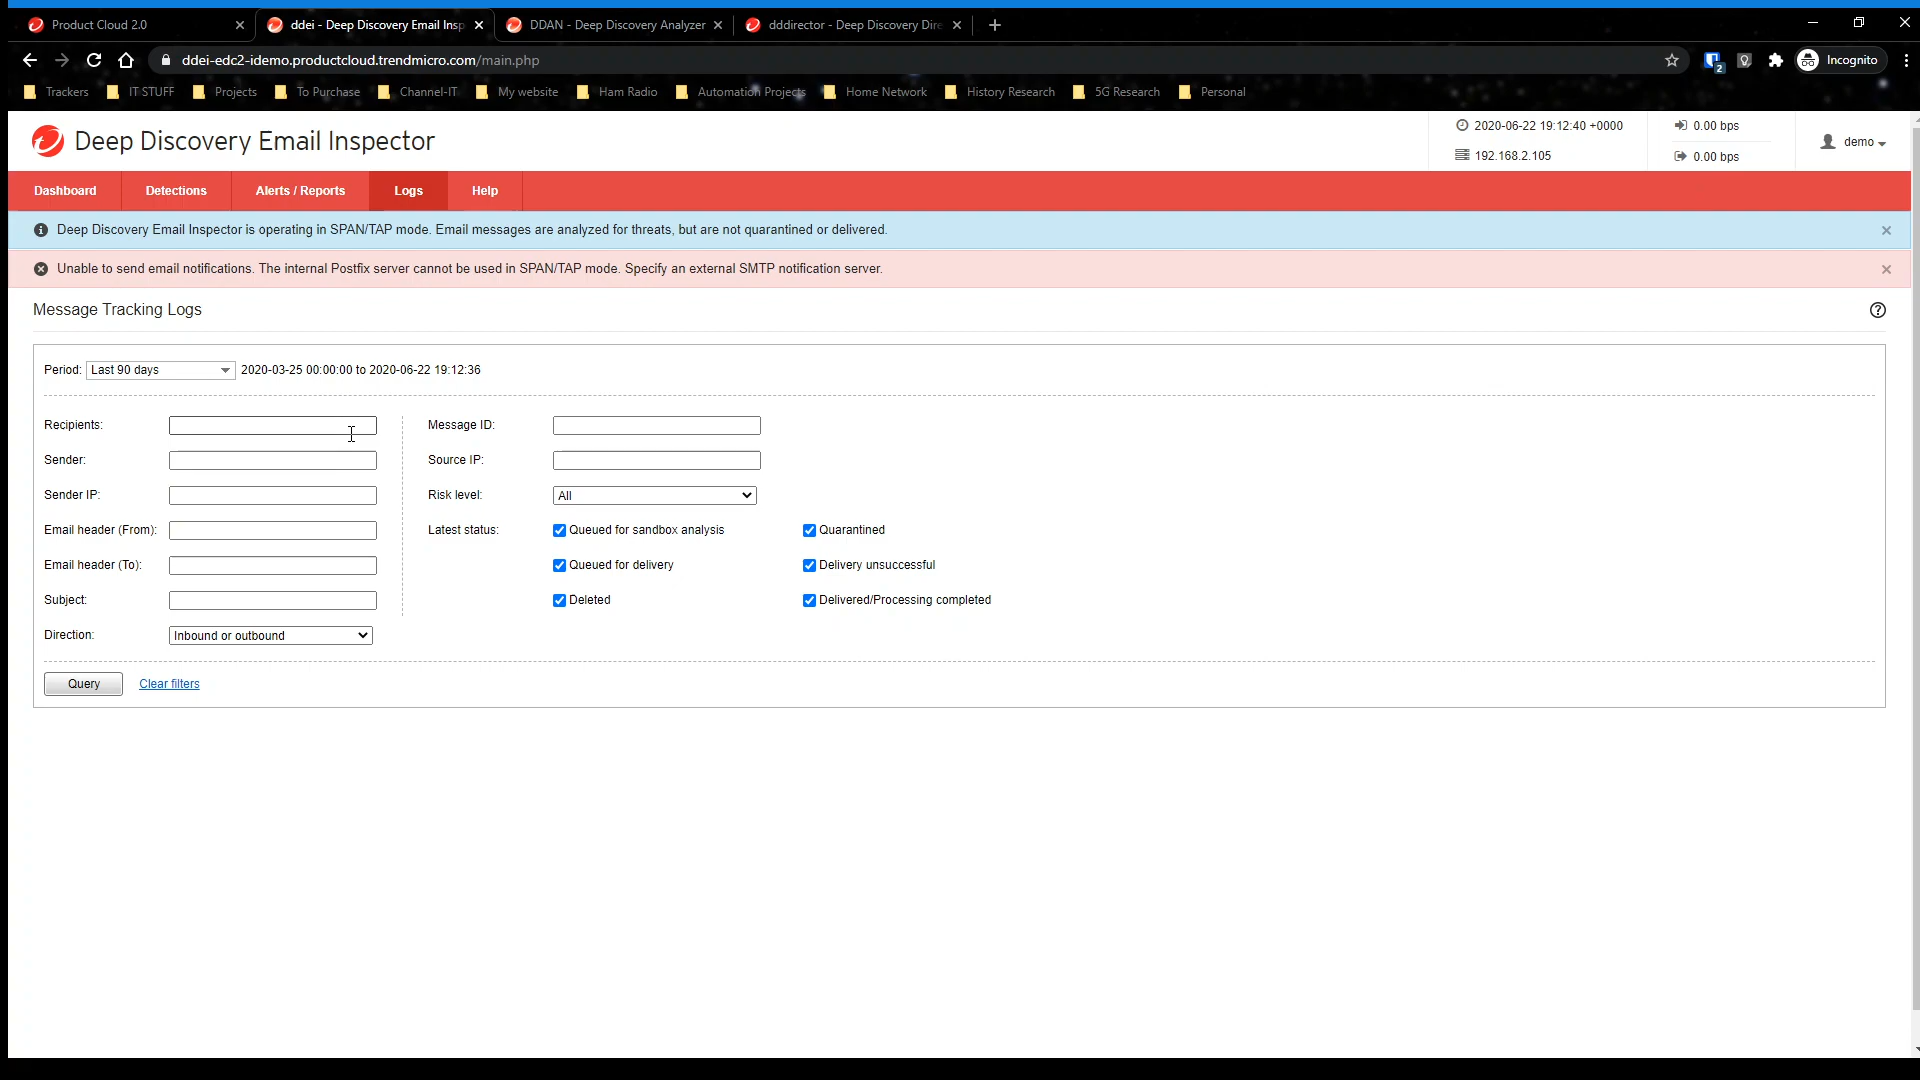 Product Cloud 2.0
ddei - Deep Discovery Email Insp
DDAN - Deep Discovery Analyzer
dddirector - Deep Discovery Dire
ddei-edc2-idemo.productcloud.trendmicro.com/main.php
2
Incognito
Trackers
IT STUFF
Projects
To Purchase
Channel-IT
My website
Ham Radio
Automation Projects
Home Network
History Research
5G Research
Personal
Deep Discovery Email Inspector
2020-06-22 19:12:40 +0000
192.168.2.105
0.00 bps
0.00 bps
demo
Dashboard
Detections
Alerts / Reports
Logs
Help
Deep Discovery Email Inspector is operating in SPAN/TAP mode. Email messages are analyzed for threats, but are not quarantined or delivered.
Unable to send email notifications. The internal Postfix server cannot be used in SPAN/TAP mode. Specify an external SMTP notification server.
Message Tracking Logs
Period: Last 90 days 2020-03-25 00:00:00 to 2020-06-22 19:12:36
Recipients:
Sender:
Sender IP:
Email header (From):
Email header (To):
Subject:
Direction: Inbound or outbound
Message ID:
Source IP:
Risk level: All
Latest status: Queued for sandbox analysis Quarantined
Queued for delivery Delivery unsuccessful
Deleted Delivered/Processing completed
Query Clear filters